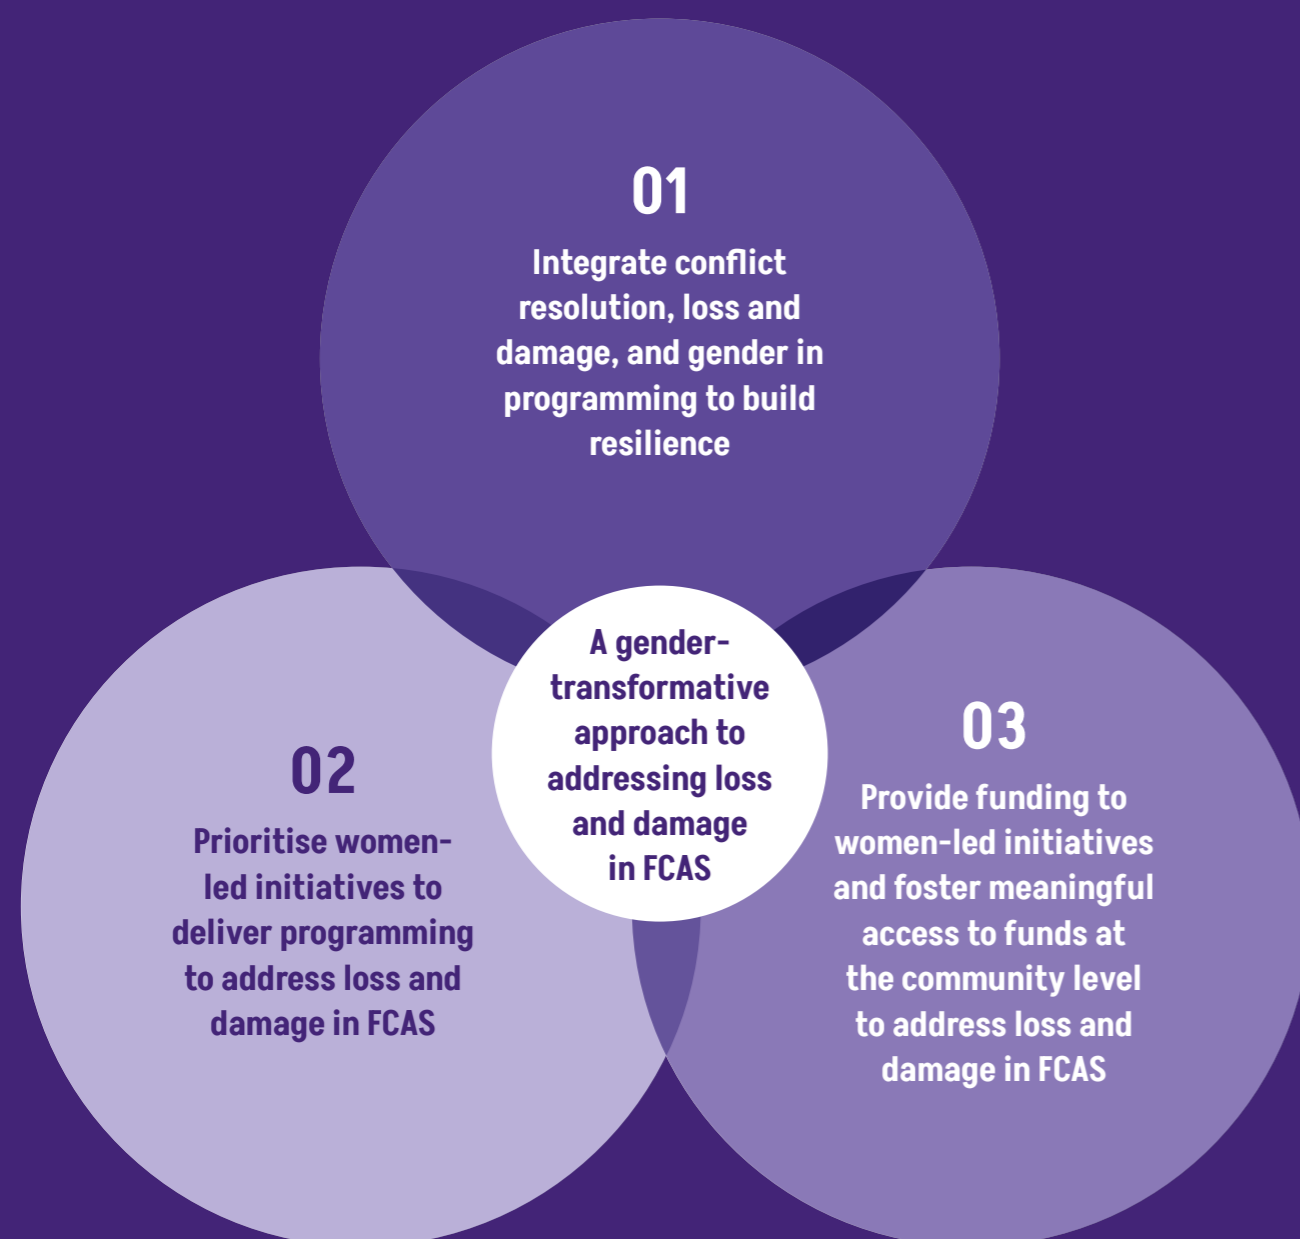 01
Integrate conflict
resolution, loss and
damage, and gender in
programming to build
resilience
A gender-
transformative
approach to
addressing loss
and damage
in FCAS
02
Prioritise women-
led initiatives to
deliver programming
to address loss and
damage in FCAS
03
Provide funding to
women-led initiatives
and foster meaningful
access to funds at
the community level
to address loss and
damage in FCAS